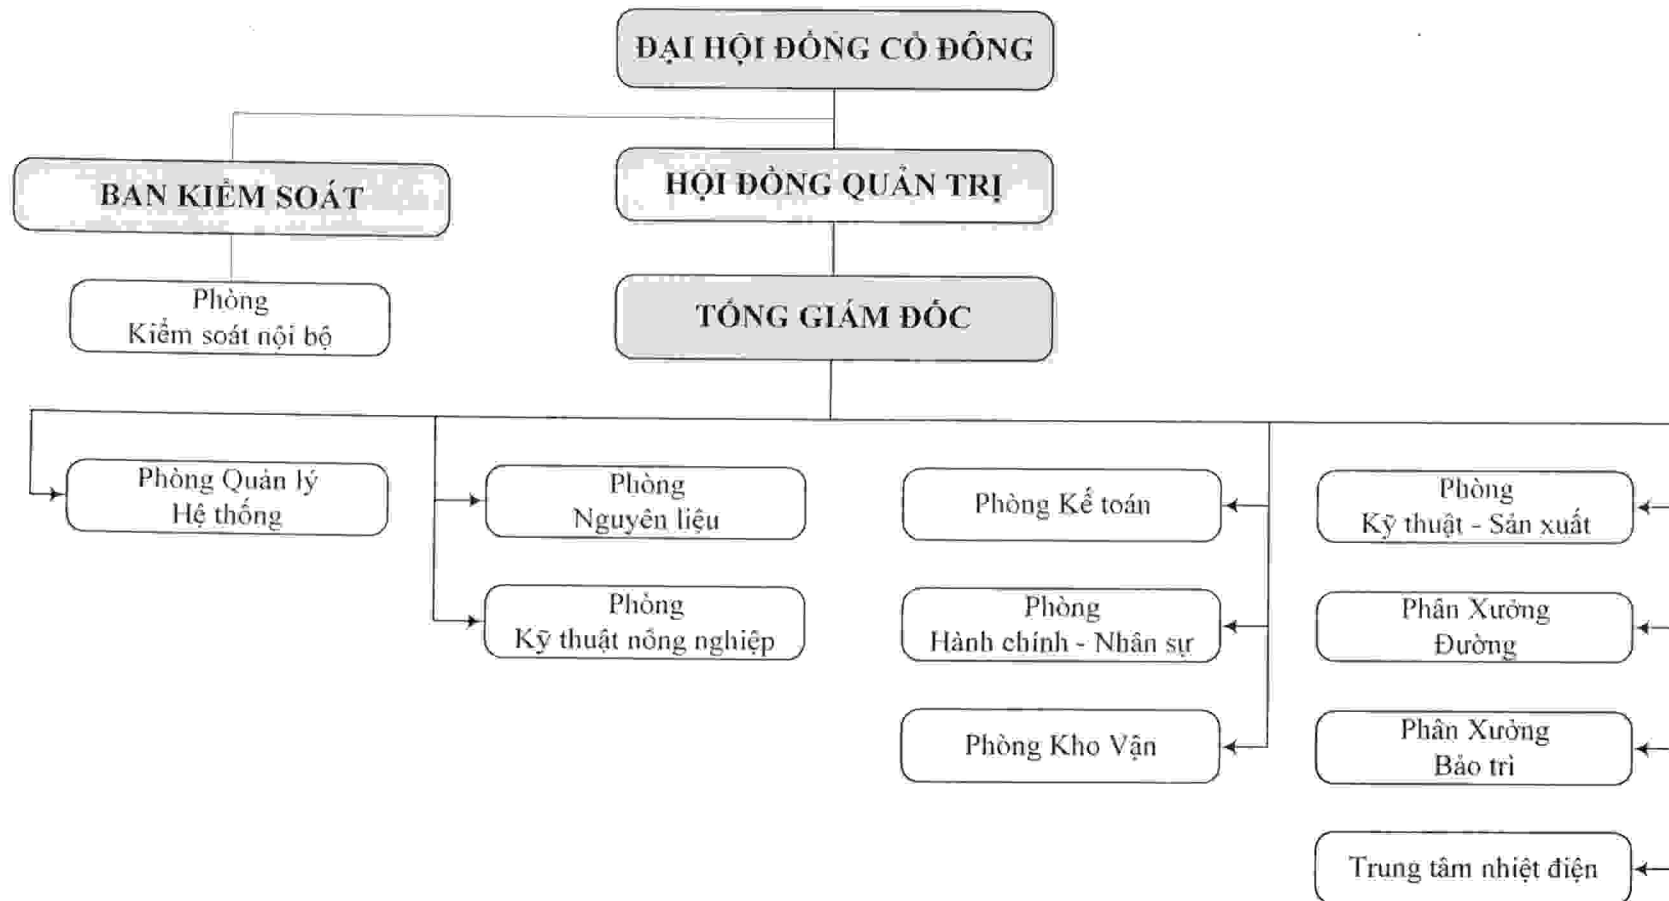 ĐẠI HỘI ĐỒNG CỔ ĐÔNG
BAN KIỂM SOÁT
HỘI ĐỒNG QUẢN TRỊ
Phòng
Kiểm soát nội bộ
TỔNG GIÁM ĐỐC
Phòng Quản lý
Hệ thống
Phòng
Nguyên liệu
Phòng Kế toán
Phòng
Kỹ thuật - Sản xuất
Phòng
Kỹ thuật nông nghiệp
Phòng
Hành chính - Nhân sự
Phân Xưởng
Đường
Phòng Kho Vận
Phân Xưởng
Bảo trì
Trung tâm nhiệt điện